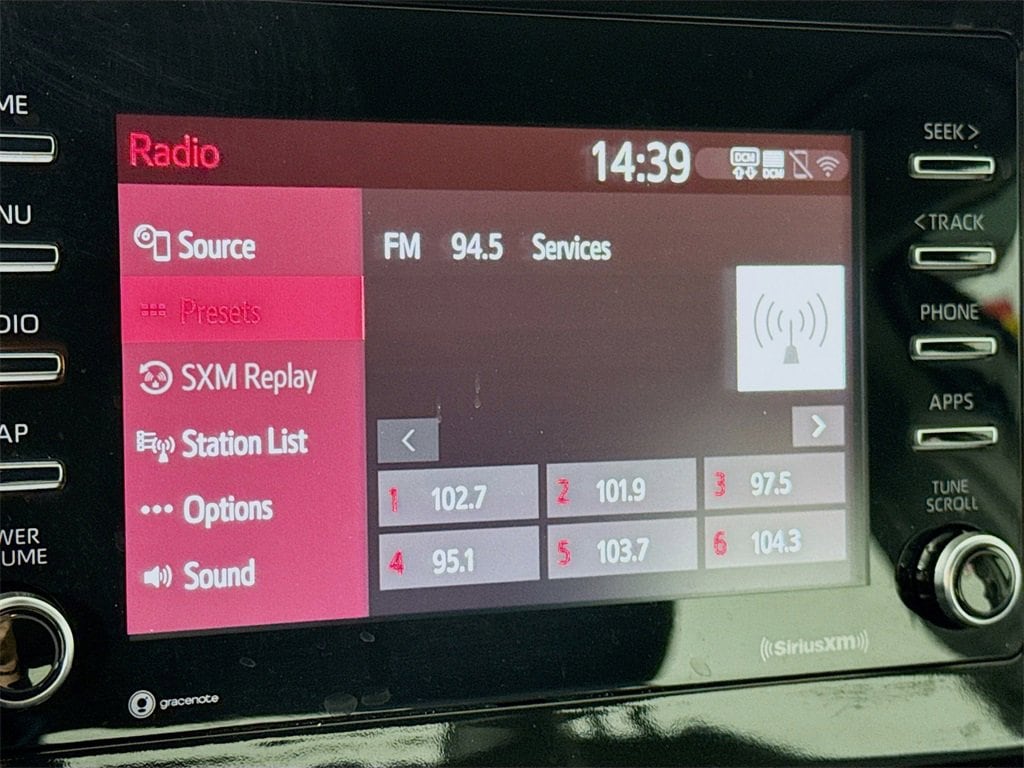 ME
NU
DIO
AP
WER
UME
Radio
14:39
DCM
DCM
Source
Presets
SXM Replay
Station List
Options
Sound
FM 94.5 Services
<
>
1 102.7
2 101.9
3 97.5
4 95.1
5 103.7
6 104.3
SEEK >
< TRACK
PHONE
APPS
TUNE
SCROLL
SiriusXM
gracenote